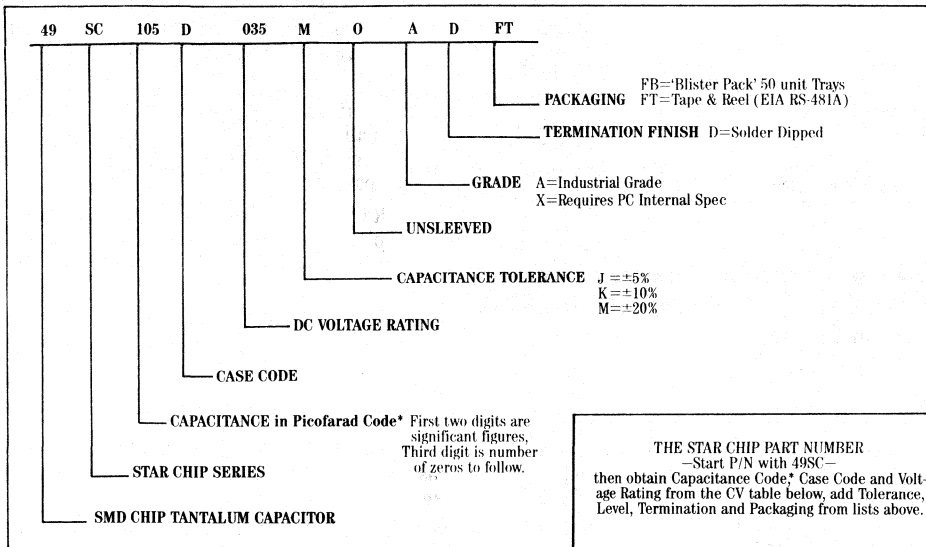 49 SC 105 D 035 M O A D FT
FB='Blister Pack' 50 unit Trays
PACKAGING FT=Tape & Reel (EIA RS-481A)
TERMINATION FINISH D=Solder Dipped
GRADE A=Industrial Grade
X=Requires PC Internal Spec
UNSLEEVED
CAPACITANCE TOLERANCE J=±5%
K=±10%
M=±20%
DC VOLTAGE RATING
CASE CODE
CAPACITANCE in Picofarad Code* First two digits are
significant figures,
Third digit is number
of zeros to follow.
STAR CHIP SERIES
SMD CHIP TANTALUM CAPACITOR
THE STAR CHIP PART NUMBER
—Start P/N with 49SC—
then obtain Capacitance Code,* Case Code and Volt-
age Rating from the CV table below, add Tolerance,
Level, Termination and Packaging from lists above.